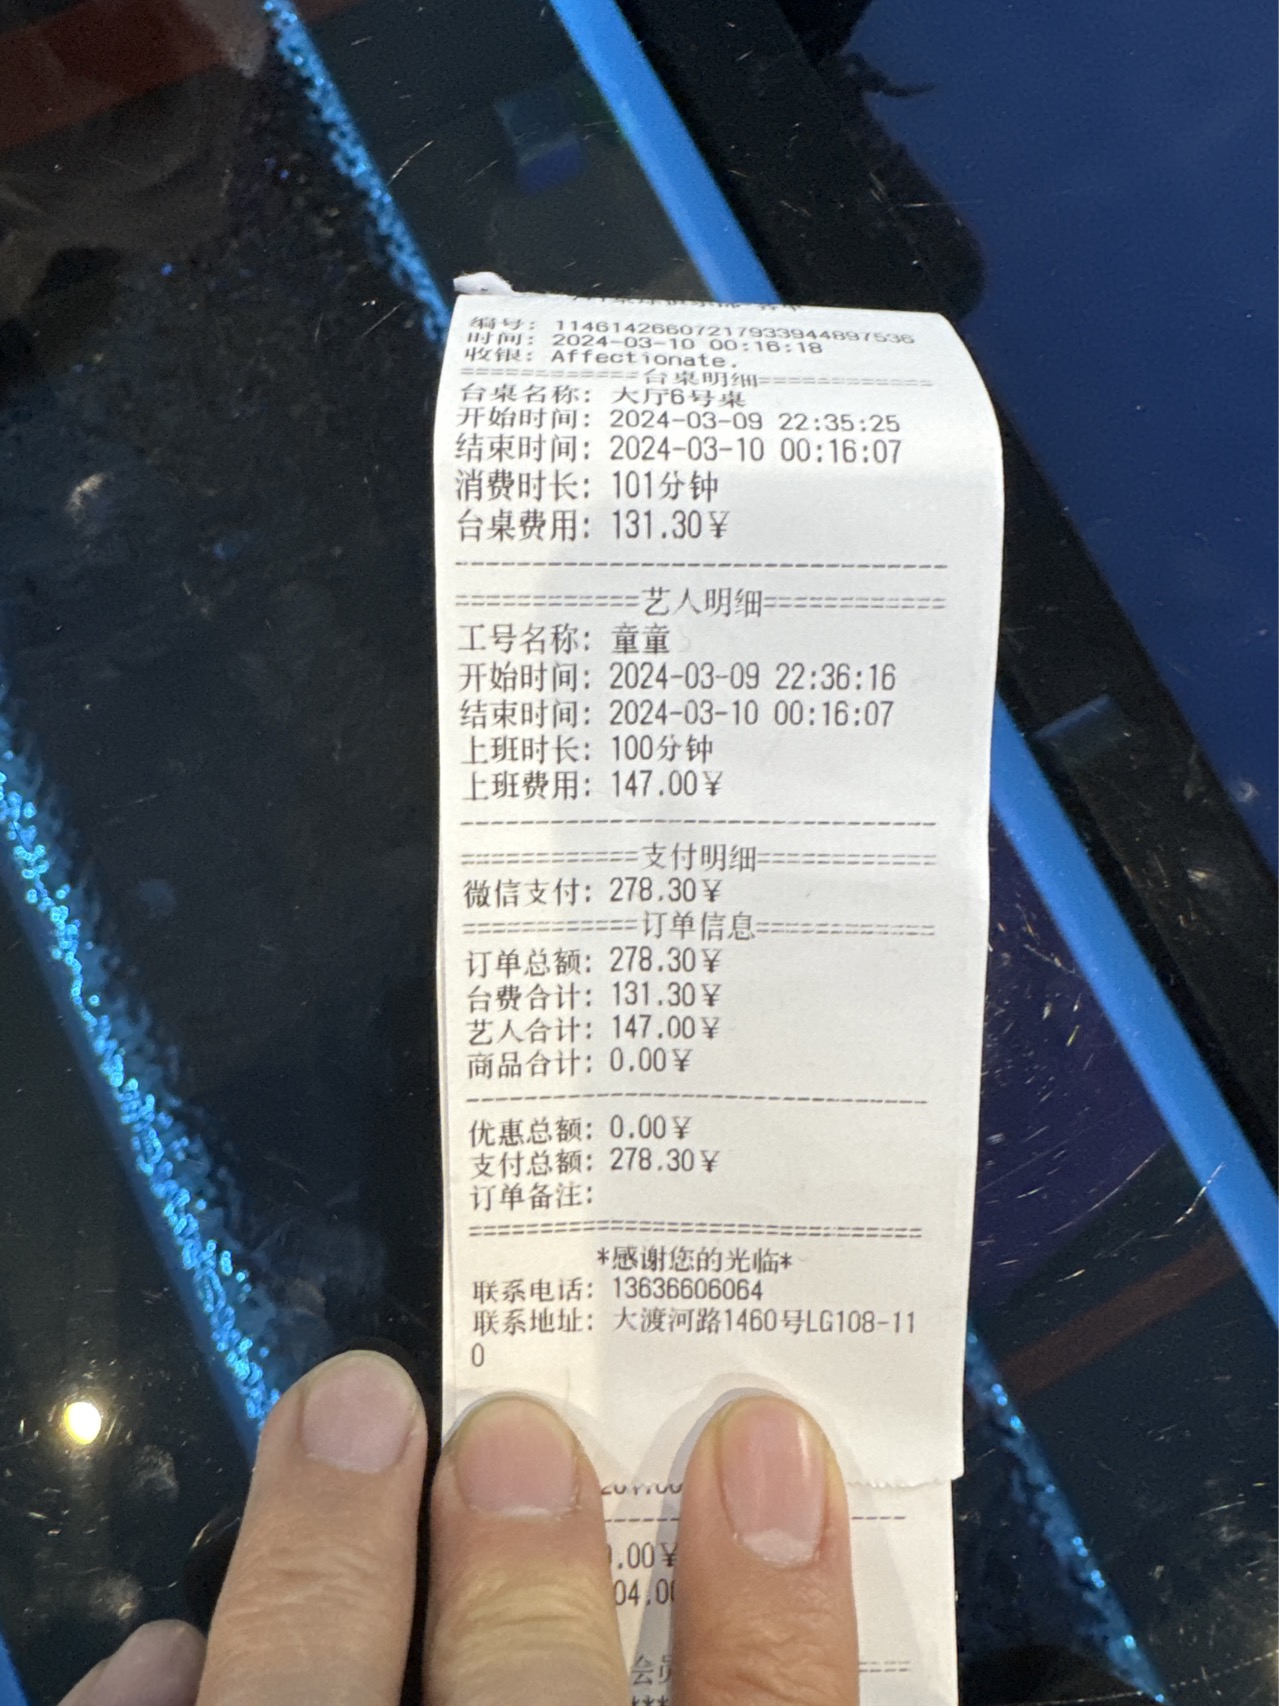 编号: 1146142660721793394489​7536
时间: 2024-03-10 00:16:18
收银: Affectionate.
============台桌明细============
台桌名称: 大厅6号桌
开始时间: 2024-03-09 22:35:25
结束时间: 2024-03-10 00:16:07
消费时长: 101分钟
台桌费用: 131.30¥
--------------------------------
============艺人明细============
工号名称: 童童
开始时间: 2024-03-09 22:36:16
结束时间: 2024-03-10 00:16:07
上班时长: 100分钟
上班费用: 147.00¥
--------------------------------
============支付明细============
微信支付: 278.30¥
============订单信息============
订单总额: 278.30¥
台费合计: 131.30¥
艺人合计: 147.00¥
商品合计: 0.00¥
--------------------------------
优惠总额: 0.00¥
支付总额: 278.30¥
订单备注:
================================
*感谢您的光临*
联系电话: 13636606064
联系地址: 大渡河路1460号LG108-11
0
.00¥
04.00
会员
***